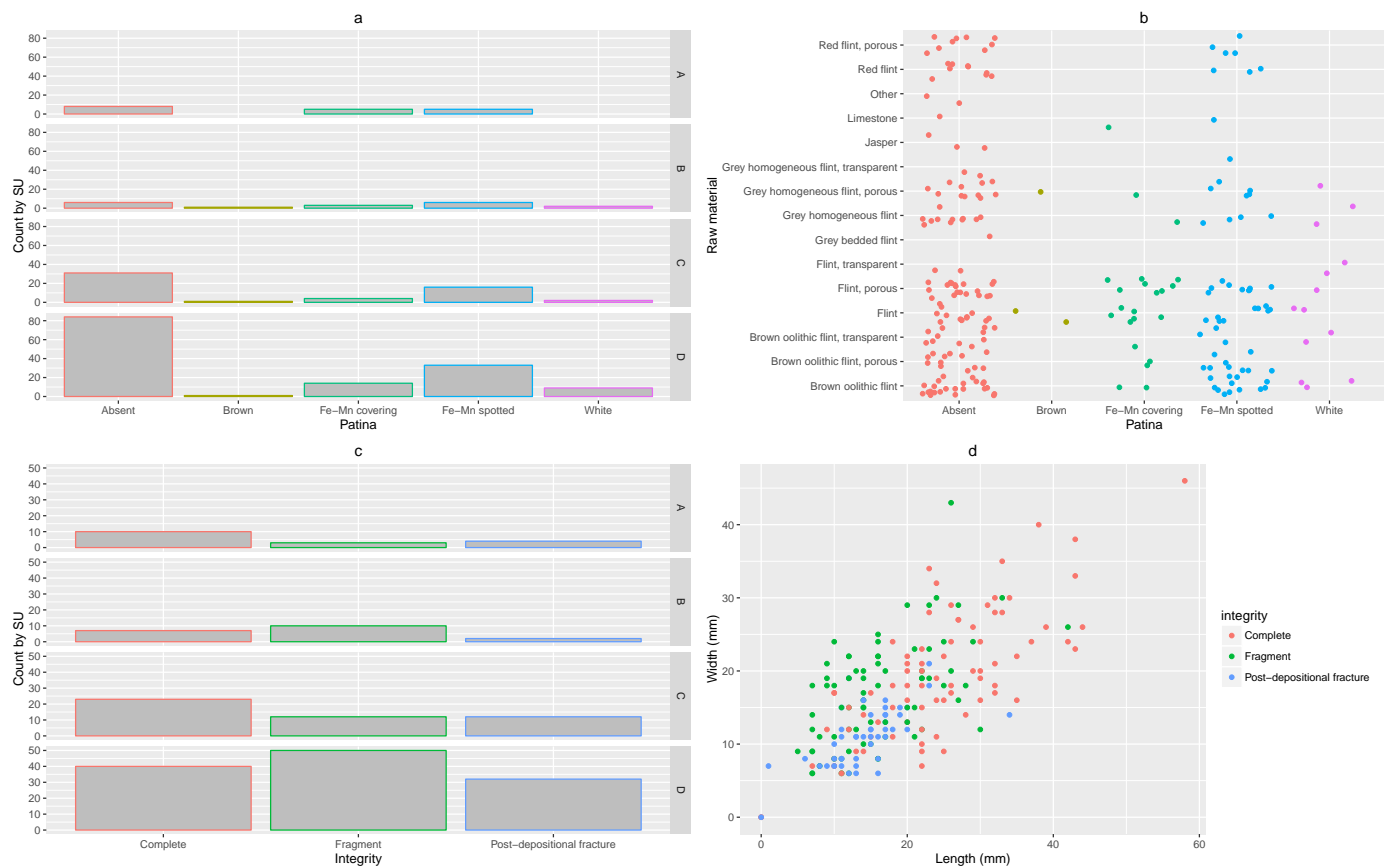 a
Count by SU
80
60
40
20
0
A
80
60
40
20
0
B
80
60
40
20
0
C
80
60
40
20
0
D
Absent Brown Fe−Mn covering Fe−Mn spotted White
Patina
b
Raw material
Red flint, porous
Red flint
Other
Limestone
Jasper
Grey homogeneous flint, transparent
Grey homogeneous flint, porous
Grey homogeneous flint
Grey bedded flint
Flint, transparent
Flint, porous
Flint
Brown oolithic flint, transparent
Brown oolithic flint, porous
Brown oolithic flint
Absent Brown Fe−Mn covering Fe−Mn spotted White
Patina
c
Count by SU
50
40
30
20
10
0
A
50
40
30
20
10
0
B
50
40
30
20
10
0
C
50
40
30
20
10
0
D
Complete Fragment Post−depositional fracture
Integrity
d
Width (mm)
40
30
20
10
0
0 20 40 60
Length (mm)
integrity
Complete
Fragment
Post−depositional fracture